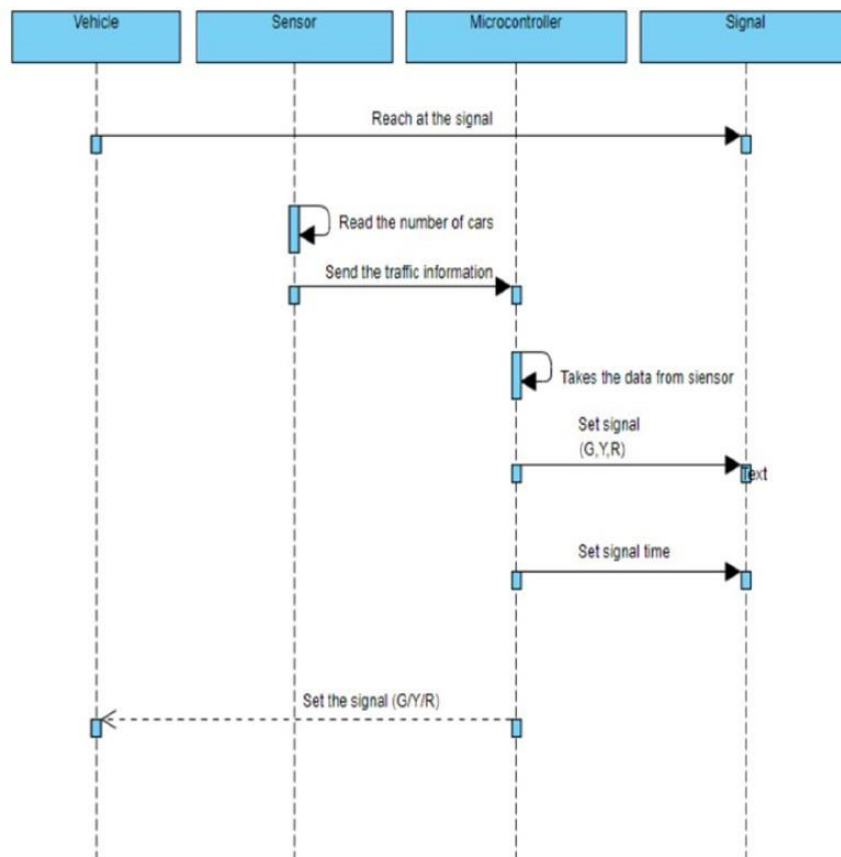 Vehicle
Sensor
Microcontroller
Signal
Reach at the signal
Read the number of cars
Send the traffic information
Takes the data from siensor
Set signal
(G,Y,R)
Text
Set signal time
Set the signal (G/Y/R)